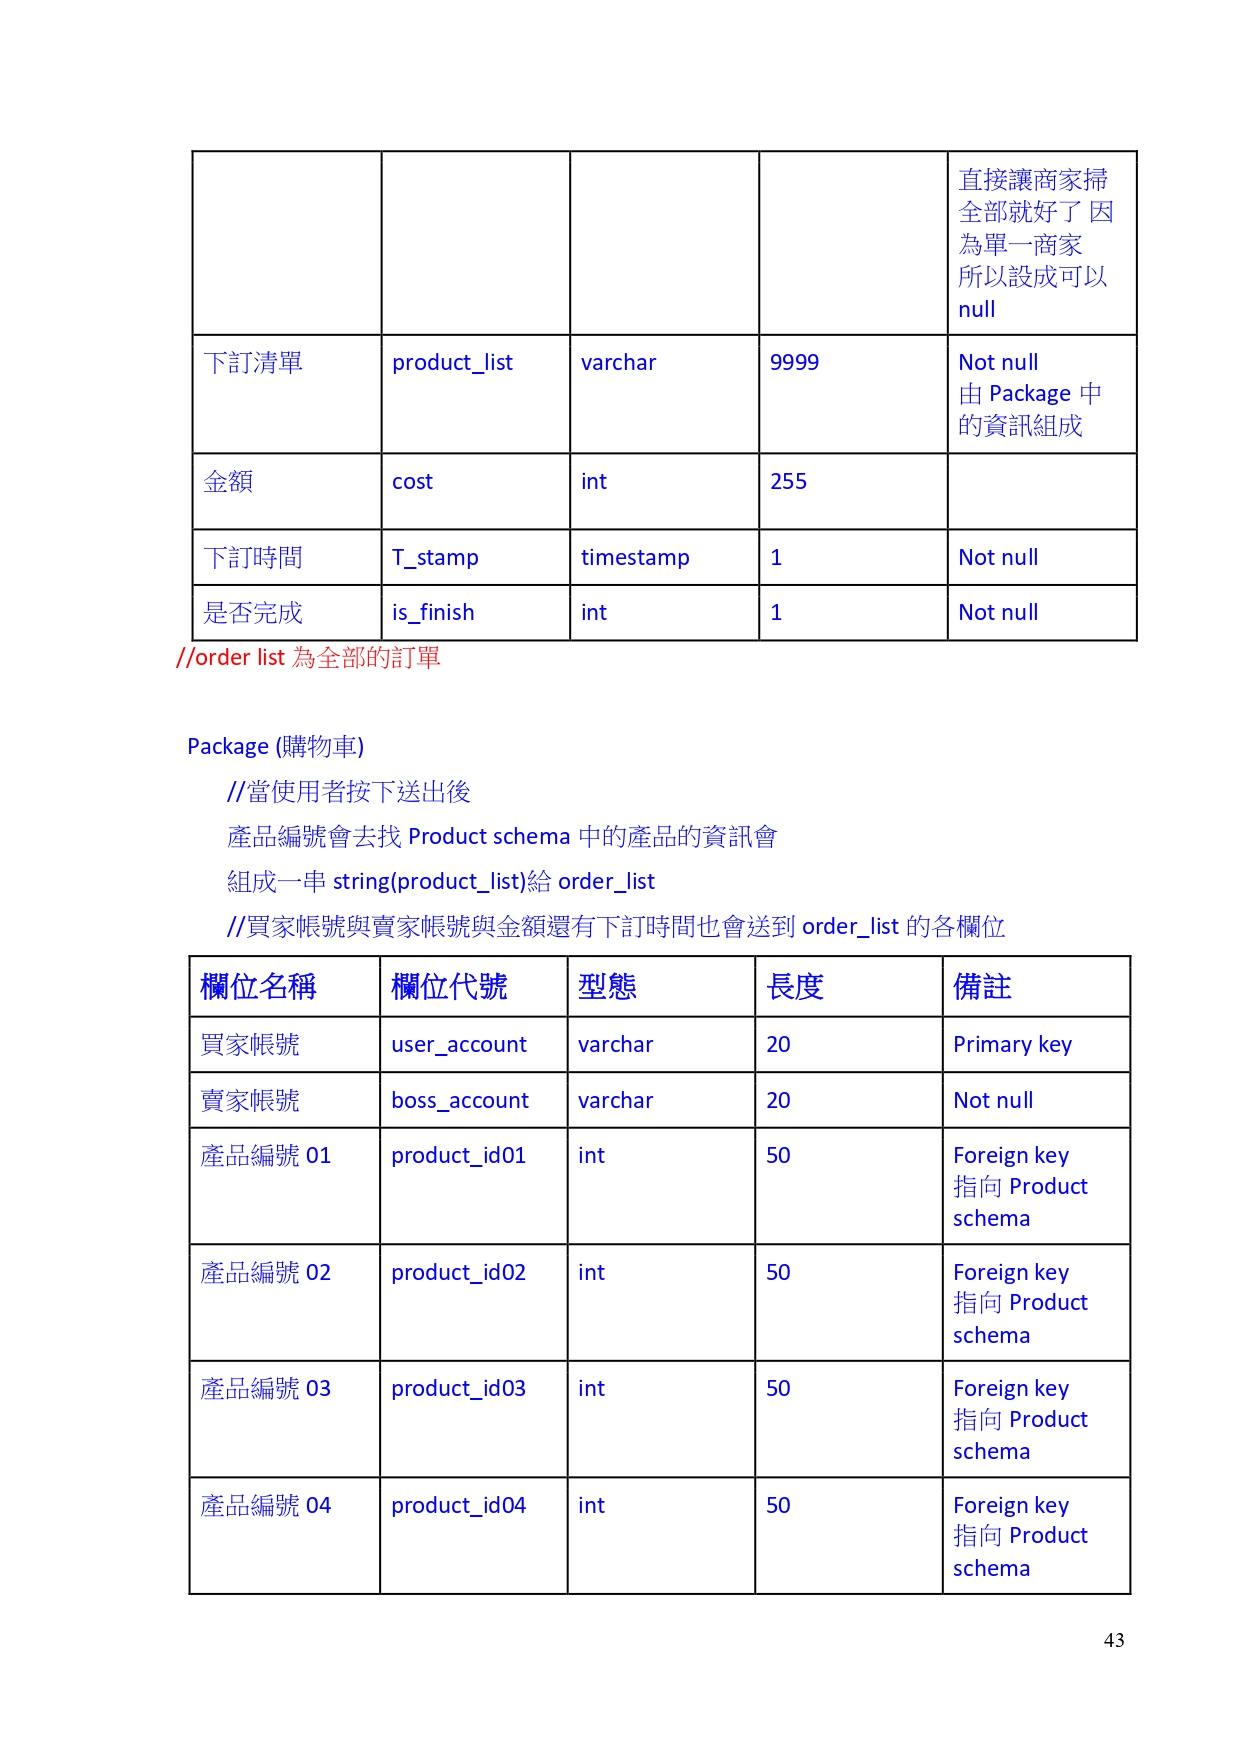 直接讓商家掃
全部就好了 因
為單一商家
所以設成可以
null
下訂清單 product_list varchar 9999 Not null
由 Package 中
的資訊組成
金額 cost int 255
下訂時間 T_stamp timestamp 1 Not null
是否完成 is_finish int 1 Not null
//order list 為全部的訂單
Package (購物車)
//當使用者按下送出後
產品編號會去找 Product schema 中的產品的資訊會
組成一串 string(product_list)給 order_list
//買家帳號與賣家帳號與金額還有下訂時間也會送到 order_list 的各欄位
欄位名稱 欄位代號 型態 長度 備註
買家帳號 user_account varchar 20 Primary key
賣家帳號 boss_account varchar 20 Not null
產品編號 01 product_id01 int 50 Foreign key
指向 Product
schema
產品編號 02 product_id02 int 50 Foreign key
指向 Product
schema
產品編號 03 product_id03 int 50 Foreign key
指向 Product
schema
產品編號 04 product_id04 int 50 Foreign key
指向 Product
schema
43